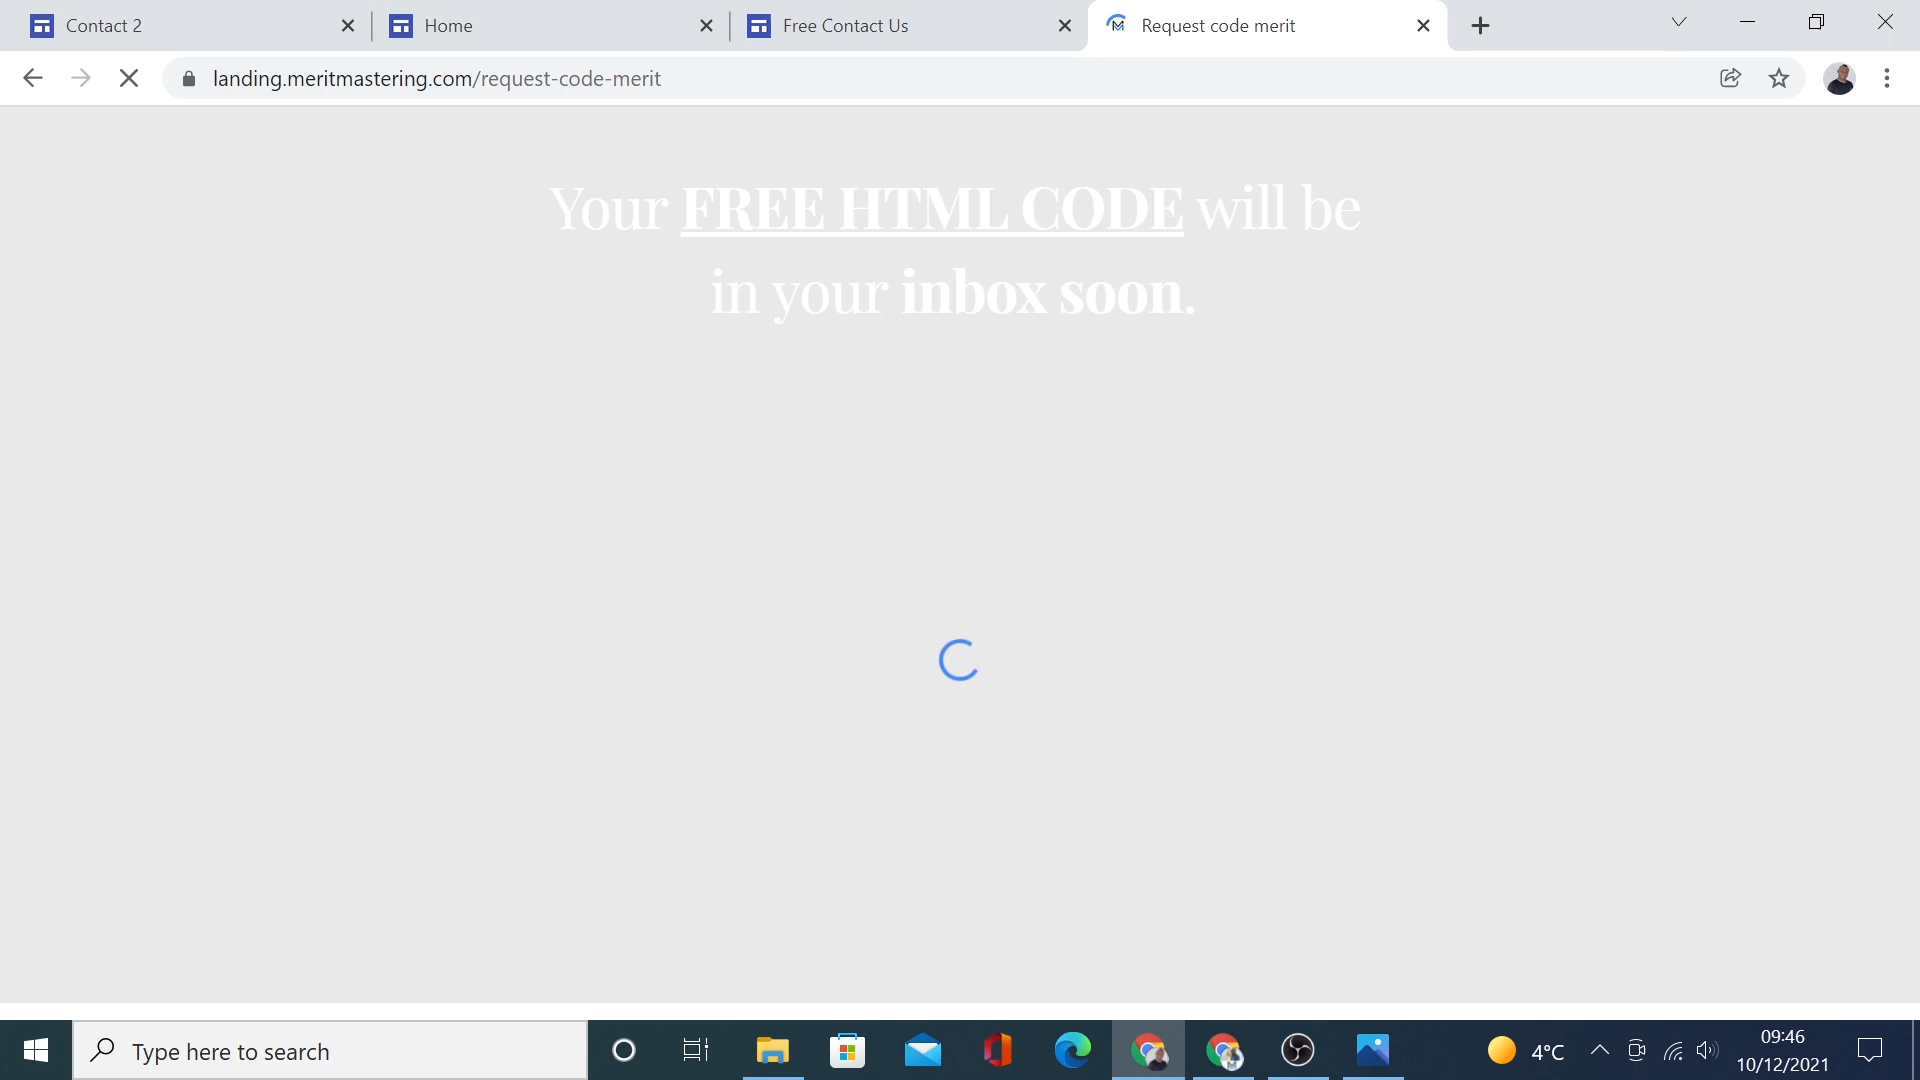 Contact 2
Home
Free Contact Us
Request code merit
landing.meritmastering.com/request-code-merit
Your FREE HTML CODE will be
in your inbox soon.
Type here to search
4°C
09:46
10/12/2021